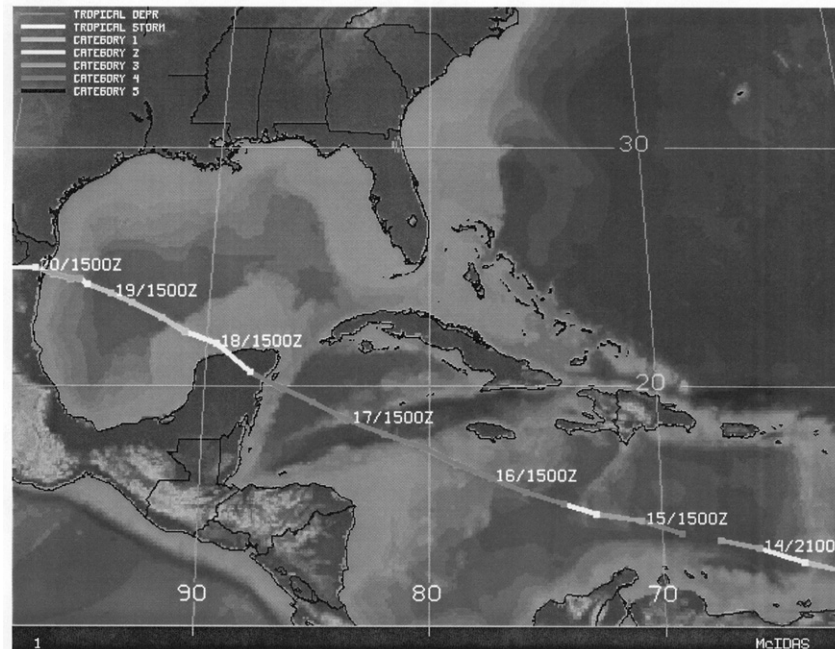 TROPICAL DEPR
TROPICAL STORM
CATEGORY 1
CATEGORY 2
CATEGORY 3
CATEGORY 4
CATEGORY 5
30
20/1500Z
19/1500Z
18/1500Z
20
17/1500Z
16/1500Z
15/1500Z
14/2100
90
80
70
1
McIDAS